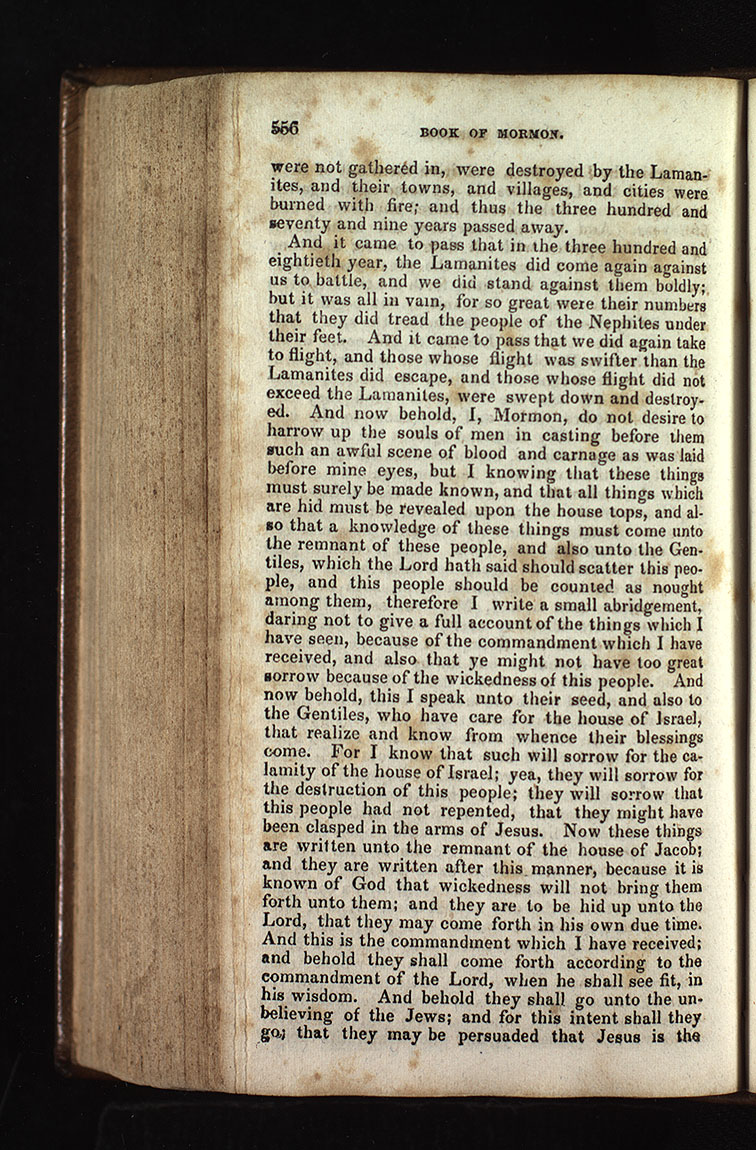 556
BOOK OF MORMON.
were not gathered in, were destroyed by the Laman-
ites, and their towns, and villages, and cities were
burned with fire; and thus the three hundred and
seventy and nine years passed away.
And it came to pass that in the three hundred and
eightieth year, the Lamanites did come again against
us to battle, and we did stand against them boldly;
but it was all in vain, for so great were their numbers
that they did tread the people of the Nephites under
their feet. And it came to pass that we did again take
to flight, and those whose flight was swifter than the
Lamanites did escape, and those whose flight did not
exceed the Lamanites, were swept down and destroy-
ed. And now behold, I, Mormon, do not desire to
harrow up the souls of men in casting before them
such an awful scene of blood and carnage as was laid
before mine eyes, but I knowing that these things
must surely be made known, and that all things which
are hid must be revealed upon the house tops, and al-
so that a knowledge of these things must come unto
the remnant of these people, and also unto the Gen-
tiles, which the Lord hath said should scatter this peo-
ple, and this people should be counted as nought
among them, therefore I write a small abridgement,
daring not to give a full account of the things which I
have seen, because of the commandment which I have
received, and also that ye might not have too great
sorrow because of the wickedness of this people. And
now behold, this I speak unto their seed, and also to
the Gentiles, who have care for the house of Israel,
that realize and know from whence their blessings
come. For I know that such will sorrow for the ca-
lamity of the house of Israel; yea, they will sorrow for
the destruction of this people; they will sorrow that
this people had not repented, that they might have
been clasped in the arms of Jesus. Now these things
are written unto the remnant of the house of Jacob;
and they are written after this manner, because it is
known of God that wickedness will not bring them
forth unto them; and they are to be hid up unto the
Lord, that they may come forth in his own due time.
And this is the commandment which I have received;
and behold they shall come forth according to the
commandment of the Lord, when he shall see fit, in
his wisdom. And behold they shall go unto the un-
believing of the Jews; and for this intent shall they
go; that they may be persuaded that Jesus is the